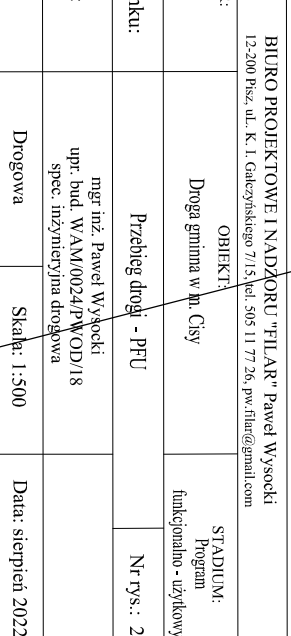 BIURO PROJEKTOWE I NADZORU "FILAR" Paweł Wysocki
12-200 Pisz, uL. K. I. Gałczyńskiego 7/15, tel. 505 11 77 26, pw.filar@gmail.com
OBIEKT:
Droga gminna w m. Cisy
STADIUM:
Program
funkcjonalno - użytkowy
nku:
Przebieg drogi - PFU
Nr rys.: 2
mgr inż. Paweł Wysocki
upr. bud. WAM/0024/PWOD/18
spec. inżynieryjna drogowa
Drogowa
Skala: 1:500
Data: sierpień 2022